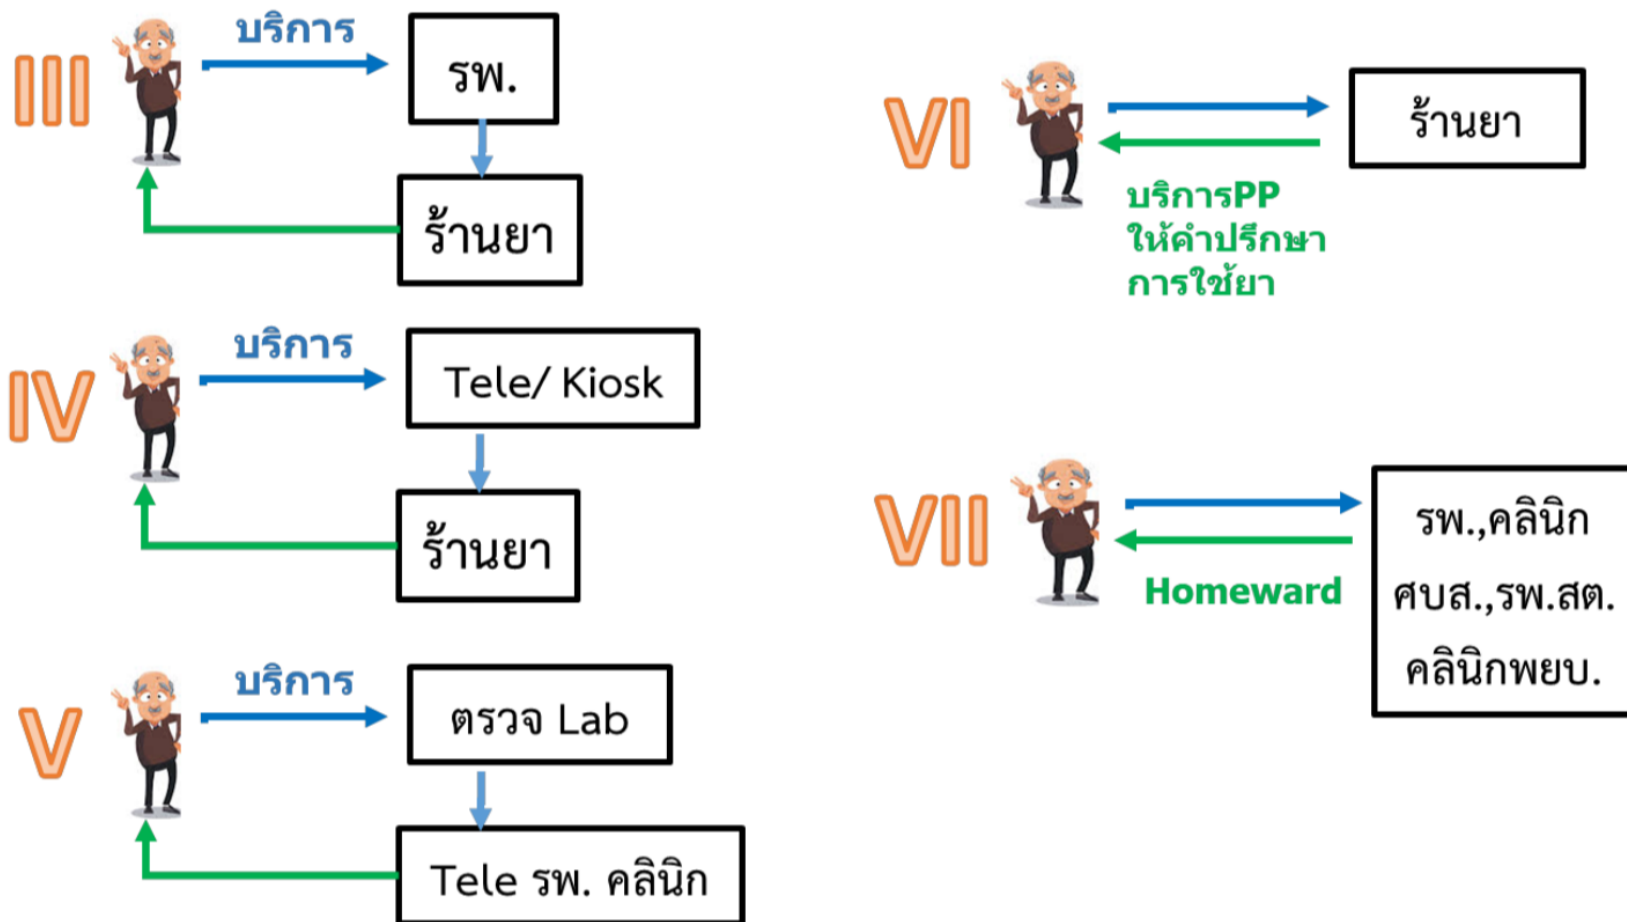 III
บริการ
รพ.
ร้านยา
IV
บริการ
Tele/ Kiosk
ร้านยา
V
บริการ
ตรวจ Lab
Tele รพ. คลินิก
VI
ร้านยา
บริการPP
ให้คำปรึกษา
การใช้ยา
VII
รพ.,คลินิก
ศบส.,รพ.สต.
คลินิกพยบ.
Homeward